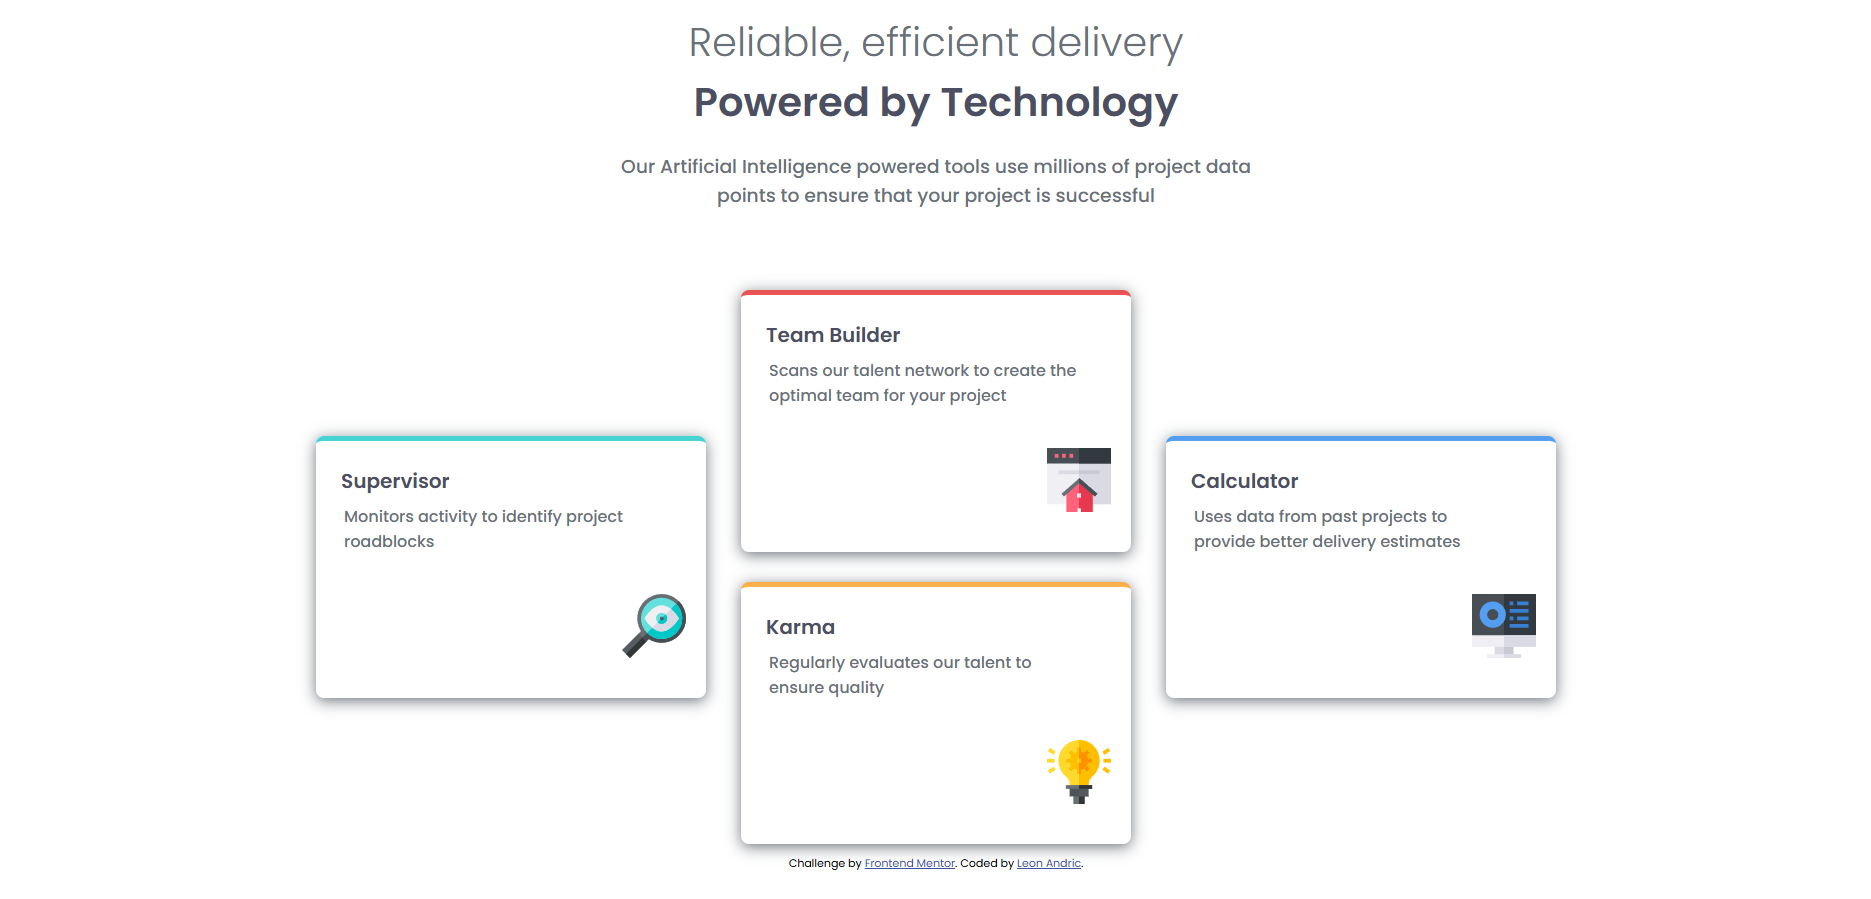 Reliable, efficient delivery
Powered by Technology
Our Artificial Intelligence powered tools use millions of project data
points to ensure that your project is successful
Supervisor
Monitors activity to identify project
roadblocks
Team Builder
Scans our talent network to create the
optimal team for your project
Karma
Regularly evaluates our talent to
ensure quality
Calculator
Uses data from past projects to
provide better delivery estimates
Challenge by Frontend Mentor. Coded by Leon Andric.